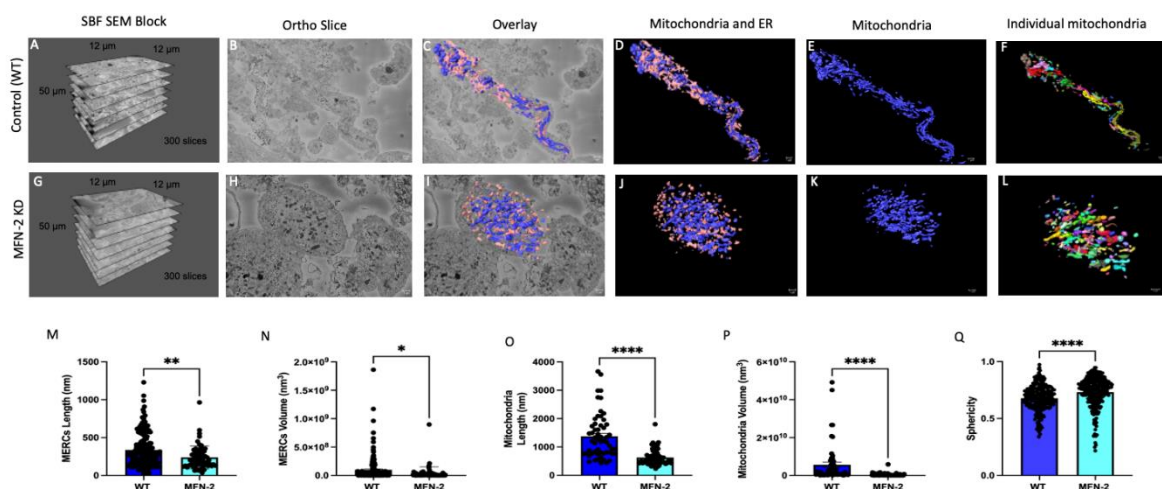 SBF SEM Block
Ortho Slice
Overlay
Mitochondria and ER
Mitochondria
Individual mitochondria
Control (WT)
A
12 µm
12 µm
50 µm
300 slices
B
C
D
E
F
MFN-2 KD
G
12 µm
12 µm
50 µm
300 slices
H
I
J
K
L
M
MERCs Length (nm)
1500
1000
500
0
**
WT
MFN-2
N
MERCs Volume (nm³)
2.0×10⁹
1.5×10⁹
1.0×10⁹
5.0×10⁸
0
*
WT
MFN-2
O
Mitochondria
Length (nm)
4000
3000
2000
1000
0
****
WT
MFN-2
P
Mitochondria Volume (nm³)
6×10¹⁰
4×10¹⁰
2×10¹⁰
0
****
WT
MFN-2
Q
Sphericity
1.0
0.5
0.0
****
WT
MFN-2